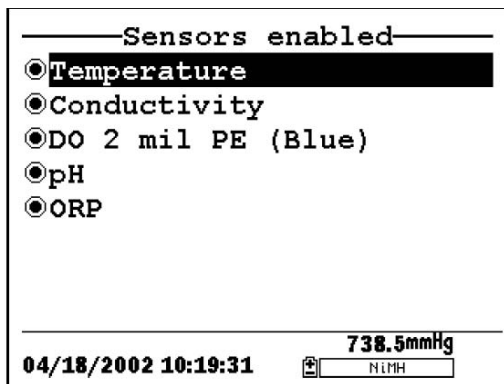 Sensors enabled
Temperature
Conductivity
DO 2 mil PE (Blue)
pH
ORP
738.5mmHg
04/18/2002 10:19:31
NiMH